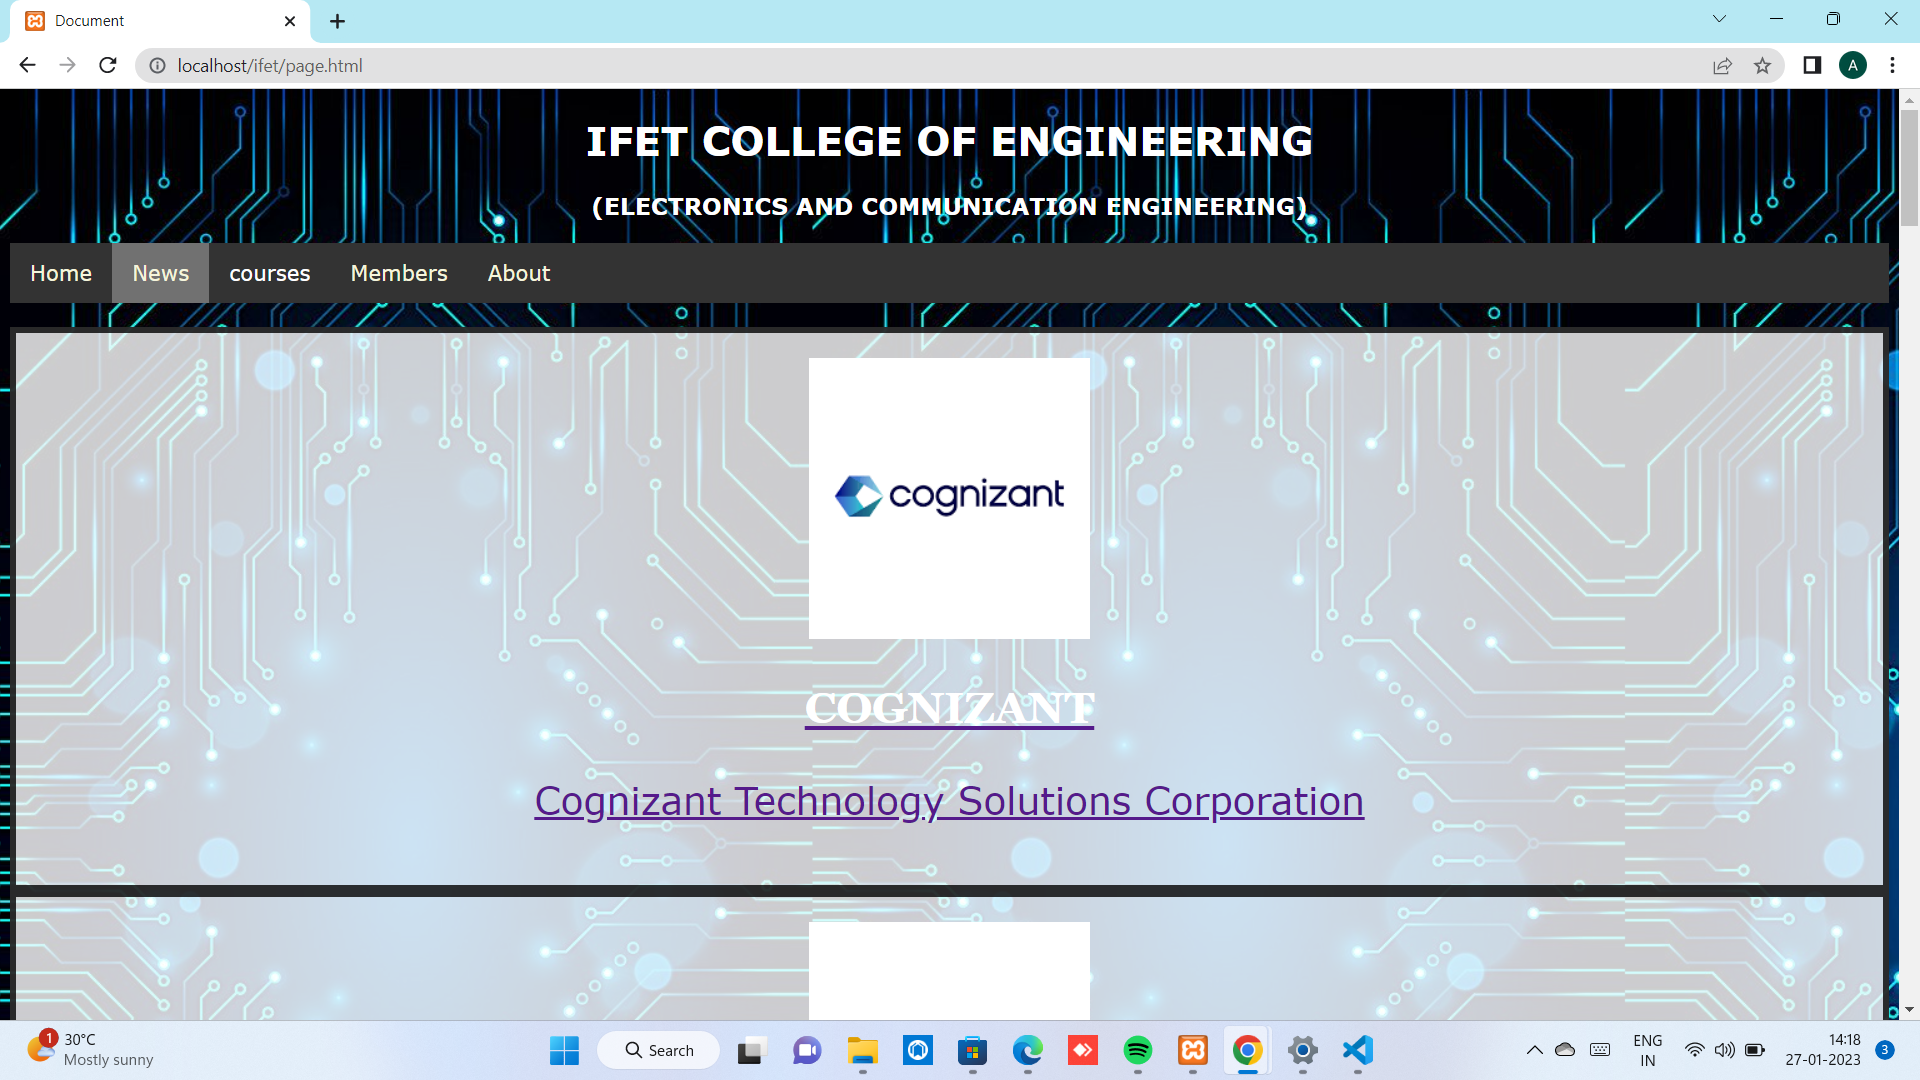 Document
localhost/ifet/page.html
A
IFET COLLEGE OF ENGINEERING
(ELECTRONICS AND COMMUNICATION ENGINEERING)
Home News courses Members About
cognizant
COGNIZANT
Cognizant Technology Solutions Corporation
1
30°C
Mostly sunny
Search
ENG
IN
14:18
27-01-2023
3